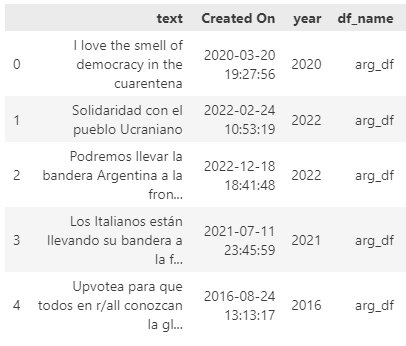 text Created On year df_name
I love the smell of
democracy in the
cuarentena
0 2020-03-20
19:27:56 2020 arg_df
Solidaridad con el
pueblo Ucraniano
1 2022-02-24
10:53:19 2022 arg_df
Podremos llevar la
bandera Argentina a la
fron...
2 2022-12-18
18:41:48 2022 arg_df
Los Italianos están
llevando su bandera a
la f...
3 2021-07-11
23:45:59 2021 arg_df
Upvotea para que
todos en r/all conozcan
la gl...
4 2016-08-24
13:13:17 2016 arg_df